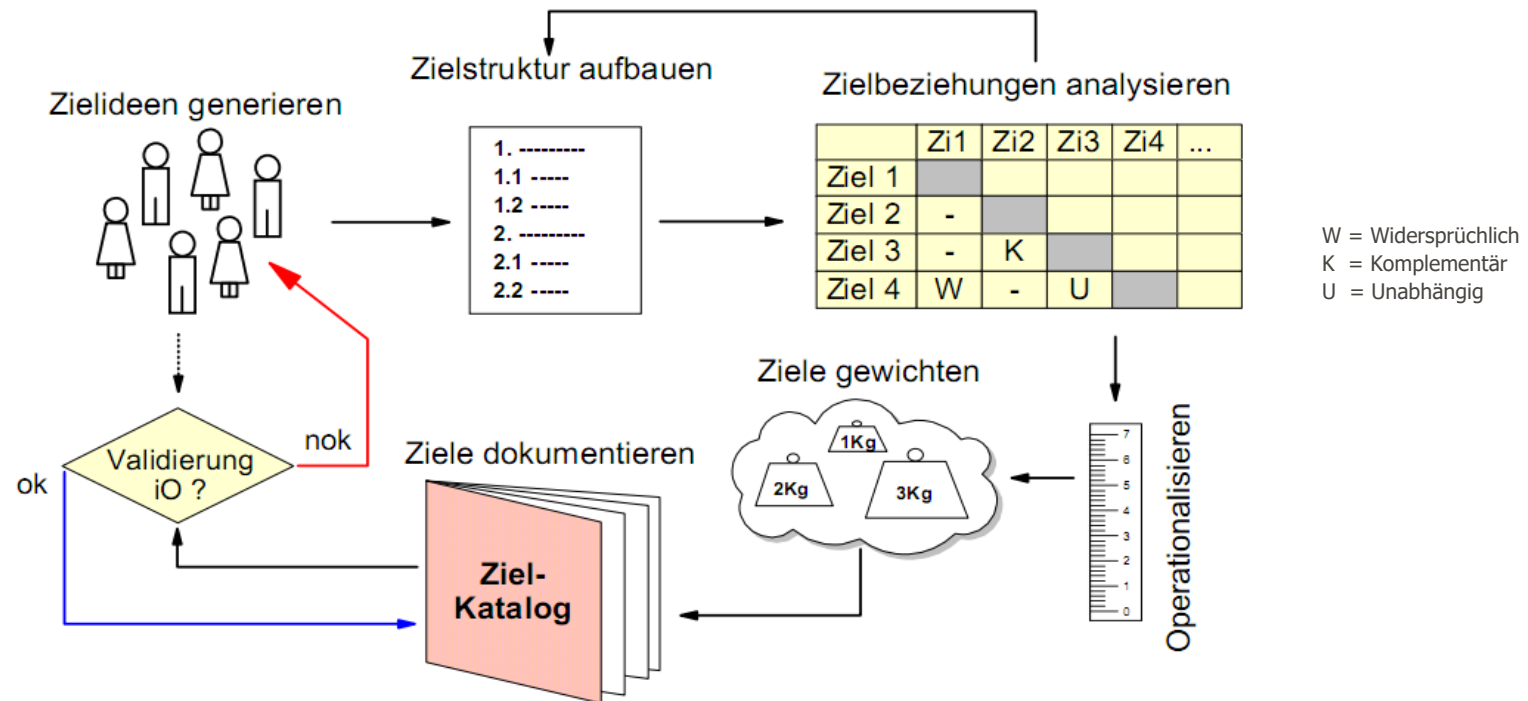 Zielideen generieren
Zielstruktur aufbauen
1. ---------
1.1 -----
1.2 -----
2. ---------
2.1 -----
2.2 -----
Zielbeziehungen analysieren
Zi1 Zi2 Zi3 Zi4 ...
Ziel 1
Ziel 2 -
Ziel 3 - K
Ziel 4 W - U
W = Widersprüchlich
K = Komplementär
U = Unabhängig
Operationalisieren
7
6
5
4
3
2
1
0
Ziele gewichten
1Kg
2Kg
3Kg
Ziele dokumentieren
Ziel-
Katalog
Validierung
iO ?
nok
ok